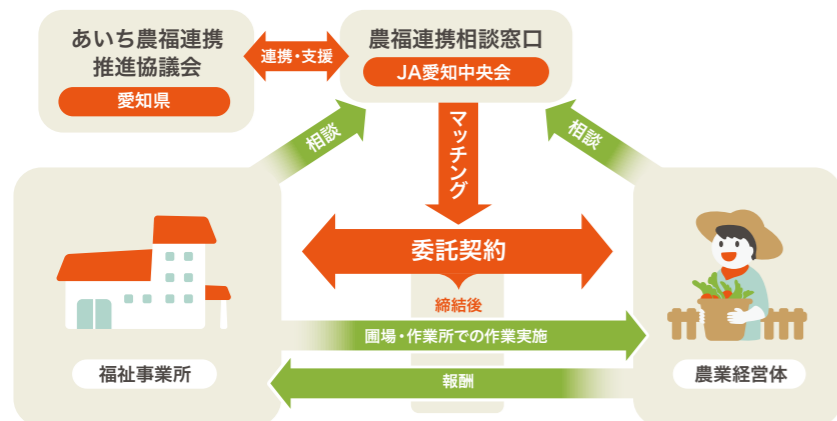 あいち農福連携
推進協議会
愛知県
連携・支援
農福連携相談窓口
JA愛知中央会
相談
マッチング
相談
委託契約
締結後
圃場・作業所での作業実施
報酬
福祉事業所
農業経営体